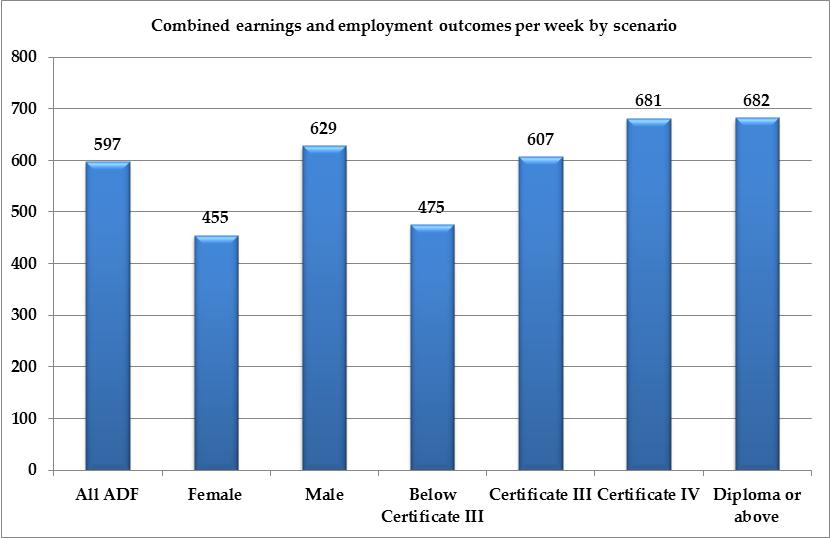 Combined earnings and employment outcomes per week by scenario
800
700
600
500
400
300
200
100
0
597
455
629
475
607
681
682
All ADF
Female
Male
Below
Certificate III
Certificate III
Certificate IV
Diploma or
above